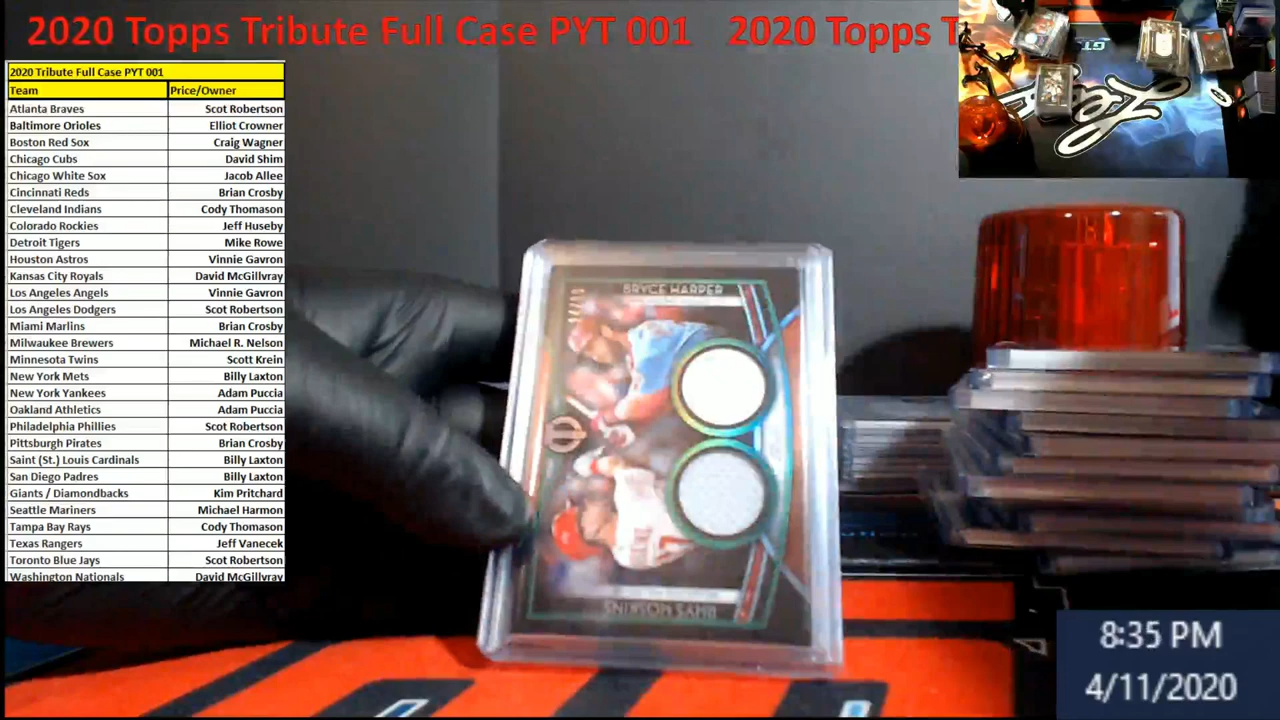 2020 Topps Tribute Full Case PYT 001 2020 Topps T
2020 Tribute Full Case PYT 001
Team Price/Owner
Atlanta Braves Scot Robertson
Baltimore Orioles Elliot Crowner
Boston Red Sox Craig Wagner
Chicago Cubs David Shim
Chicago White Sox Jacob Allee
Cincinnati Reds Brian Crosby
Cleveland Indians Cody Thomason
Colorado Rockies Jeff Huseby
Detroit Tigers Mike Rowe
Houston Astros Vinnie Gavron
Kansas City Royals David McGillvray
Los Angeles Angels Vinnie Gavron
Los Angeles Dodgers Scot Robertson
Miami Marlins Brian Crosby
Milwaukee Brewers Michael R. Nelson
Minnesota Twins Scott Krein
New York Mets Billy Laxton
New York Yankees Adam Puccia
Oakland Athletics Adam Puccia
Philadelphia Phillies Scot Robertson
Pittsburgh Pirates Brian Crosby
Saint (St.) Louis Cardinals Billy Laxton
San Diego Padres Billy Laxton
Giants / Diamondbacks Kim Pritchard
Seattle Mariners Michael Harmon
Tampa Bay Rays Cody Thomason
Texas Rangers Jeff Vanecek
Toronto Blue Jays Scot Robertson
Washington Nationals David McGillvray
BRYCE HARPER
RHYS HOSKINS
8:35 PM
4/11/2020